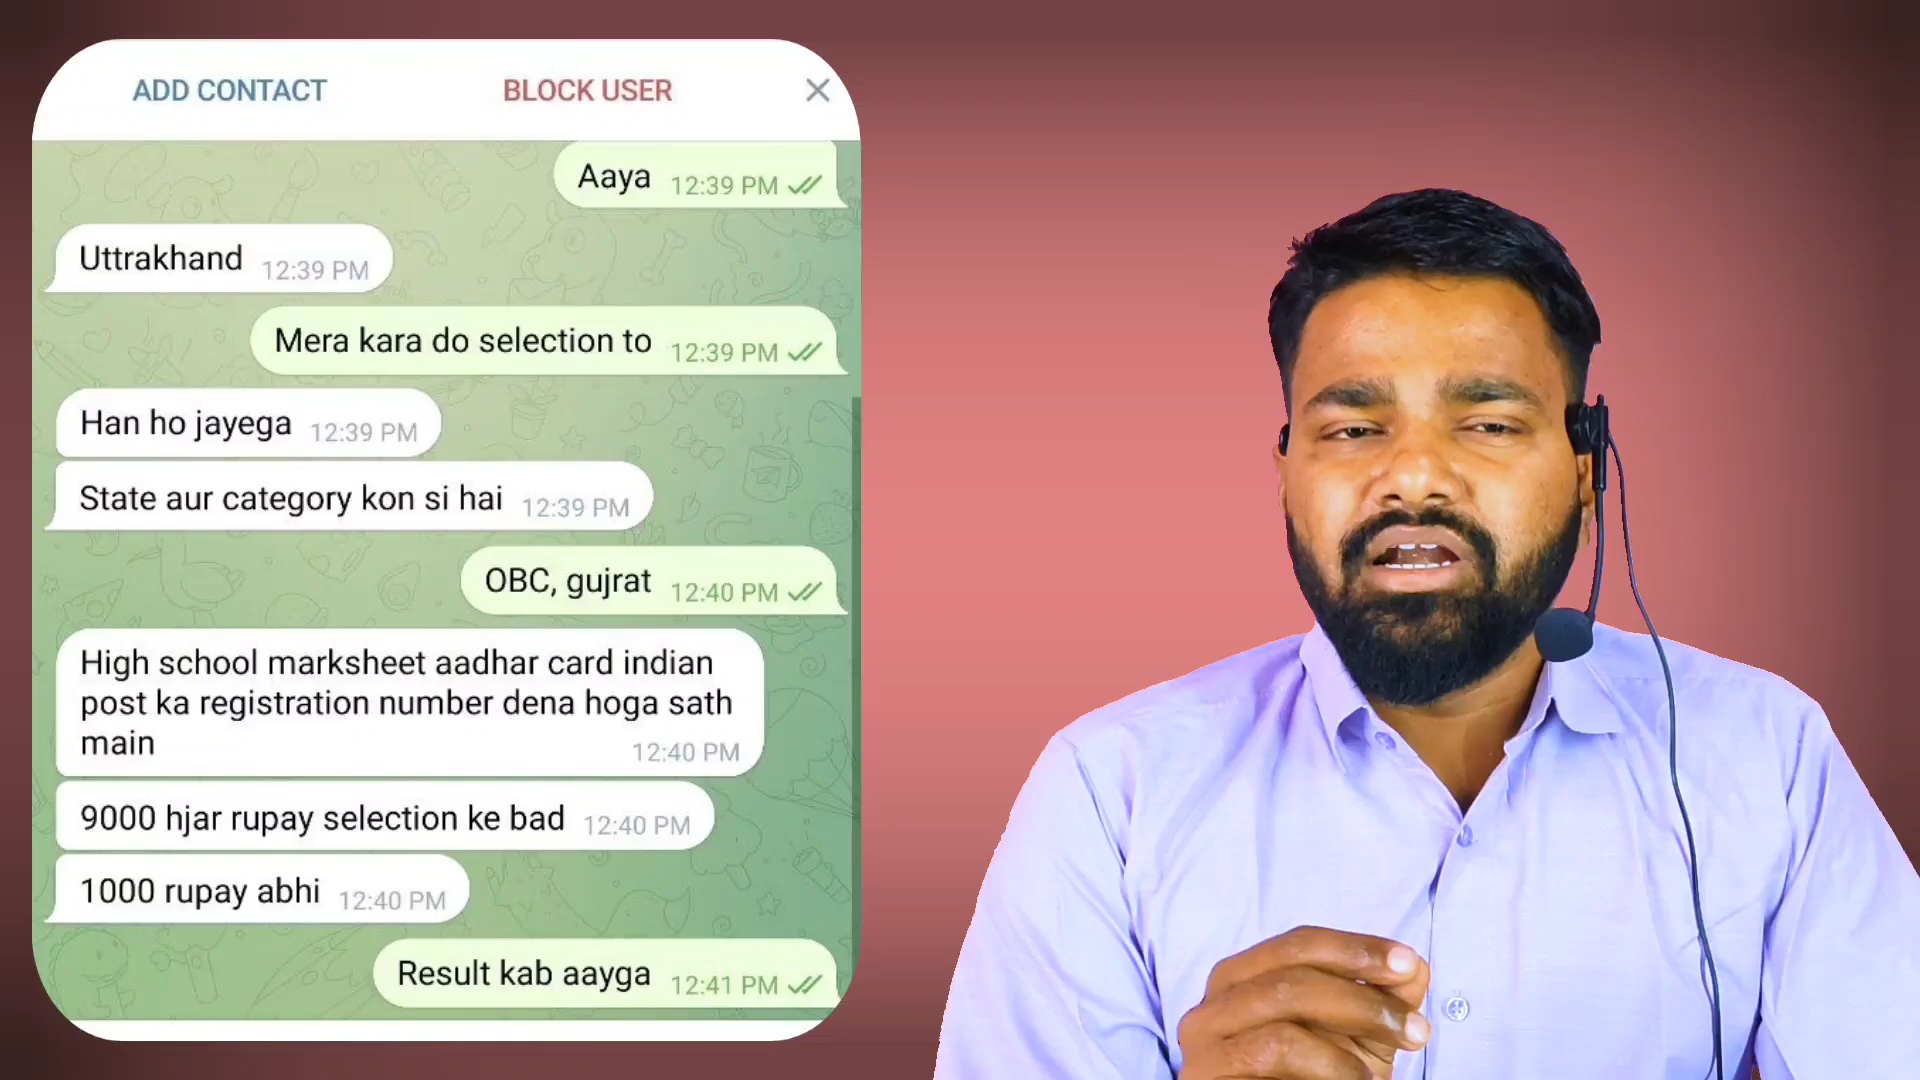 ADD CONTACT BLOCK USER
Aaya 12:39 PM
Uttrakhand 12:39 PM
Mera kara do selection to 12:39 PM
Han ho jayega 12:39 PM
State aur category kon si hai 12:39 PM
OBC, gujrat 12:40 PM
High school marksheet aadhar card indian
post ka registration number dena hoga sath
main 12:40 PM
9000 hjar rupay selection ke bad 12:40 PM
1000 rupay abhi 12:40 PM
Result kab aayga 12:41 PM